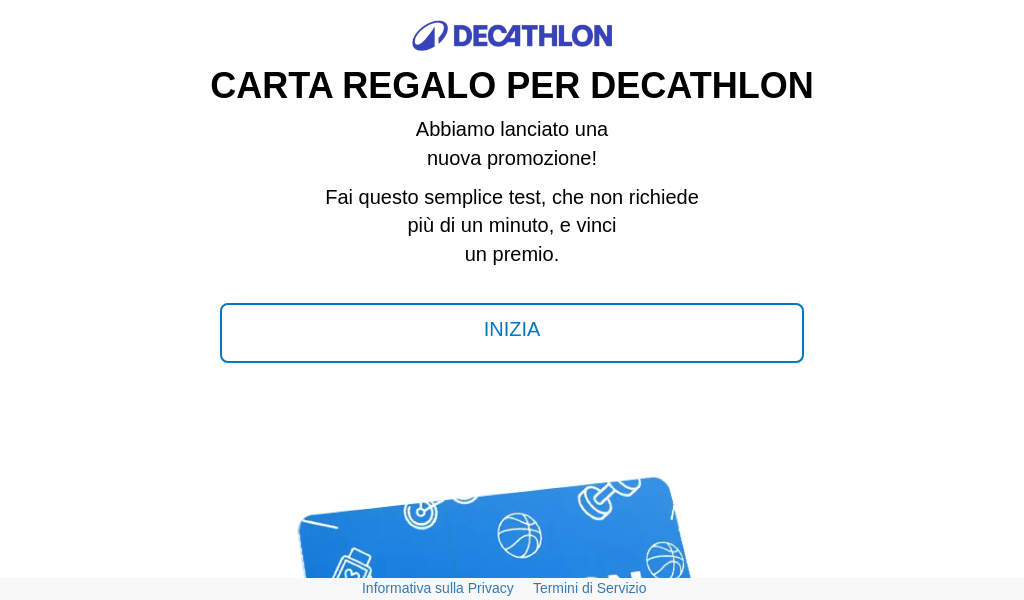 DECATHLON
CARTA REGALO PER DECATHLON
Abbiamo lanciato una
nuova promozione!
Fai questo semplice test, che non richiede
più di un minuto, e vinci
un premio.
INIZIA
Informativa sulla Privacy Termini di Servizio